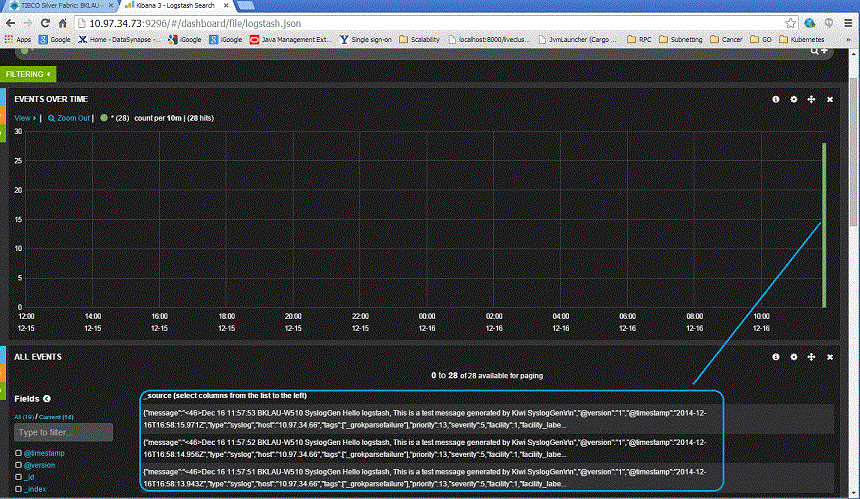 TIBCO Silver Fabric: BKLAU -
Kibana 3 - Logstash Search
10.97.34.73:9296/#/dashboard/file/logstash.json
Apps Google Home - DataSynapse - ... iGoogle iGoogle Java Management Ext... Single sign-on Scalability localhost:8000/liveclus... JvmLauncher (Cargo ... RPC Subnetting Cancer GO Kubernetes »
FILTERING
EVENTS OVER TIME
View | Zoom Out | * (28) count per 10m | (28 hits)
30
25
20
15
10
5
0
12:00 14:00 16:00 18:00 20:00 22:00 00:00 02:00 04:00 06:00 08:00 10:00
12-15 12-15 12-15 12-15 12-15 12-15 12-16 12-16 12-16 12-16 12-16 12-16
ALL EVENTS
0 to 28 of 28 available for paging
Fields
_source (select columns from the list to the left)
All (19) / Current (14)
Type to filter...
@timestamp
@version
_id
_index
{"message":"<46>Dec 16 11:57:53 BKLAU-W510 SyslogGen Hello logstash, This is a test message generated by Kiwi SyslogGen\r\n","@version":"1","@timestamp":"2014-12-
16T16:58:15.971Z","type":"syslog","host":"10.97.34.66","tags":["_grokparsefailure"],"priority":13,"severity":5,"facility":1,"facility_labe...
{"message":"<46>Dec 16 11:57:52 BKLAU-W510 SyslogGen Hello logstash, This is a test message generated by Kiwi SyslogGen\r\n","@version":"1","@timestamp":"2014-12-
16T16:58:14.956Z","type":"syslog","host":"10.97.34.66","tags":["_grokparsefailure"],"priority":13,"severity":5,"facility":1,"facility_labe...
{"message":"<46>Dec 16 11:57:51 BKLAU-W510 SyslogGen Hello logstash, This is a test message generated by Kiwi SyslogGen\r\n","@version":"1","@timestamp":"2014-12-
16T16:58:13.943Z","type":"syslog","host":"10.97.34.66","tags":["_grokparsefailure"],"priority":13,"severity":5,"facility":1,"facility_labe...